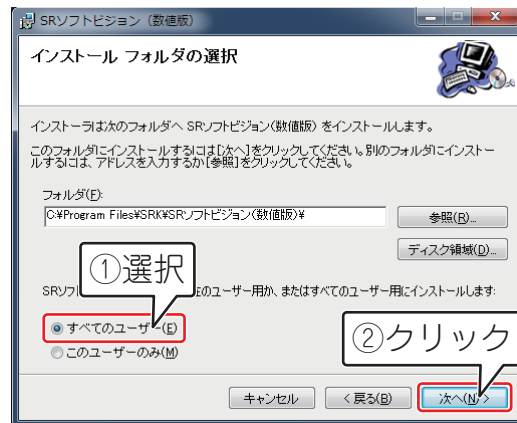 SRソフトビジョン（数値版）
インストール フォルダの選択
インストーラは次のフォルダへ SRソフトビジョン(数値版) をインストールします。
このフォルダにインストールするには[次へ]をクリックしてください。別のフォルダにインストー
ルするには、アドレスを入力するか[参照]をクリックしてください。
フォルダ(F):
C:¥Program Files¥SRK¥SRソフトビジョン(数値版)¥
参照(R)...
ディスク領域(D)...
①選択
SRソフ
のユーザー用か、またはすべてのユーザー用にインストールします:
すべてのユーザー(E)
このユーザーのみ(M)
②クリック
キャンセル
< 戻る(B)
次へ(N) >